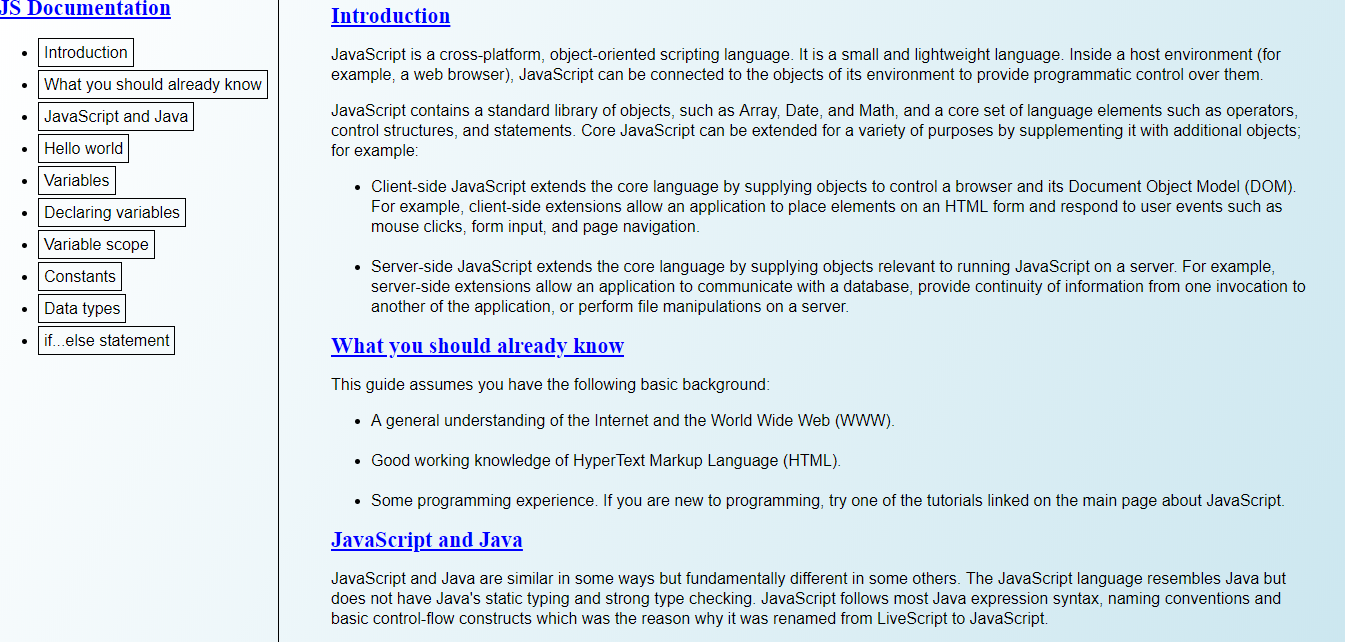 JS Documentation
Introduction
What you should already know
JavaScript and Java
Hello world
Variables
Declaring variables
Variable scope
Constants
Data types
if...else statement
Introduction
JavaScript is a cross-platform, object-oriented scripting language. It is a small and lightweight language. Inside a host environment (for
example, a web browser), JavaScript can be connected to the objects of its environment to provide programmatic control over them.
JavaScript contains a standard library of objects, such as Array, Date, and Math, and a core set of language elements such as operators,
control structures, and statements. Core JavaScript can be extended for a variety of purposes by supplementing it with additional objects;
for example:
Client-side JavaScript extends the core language by supplying objects to control a browser and its Document Object Model (DOM).
For example, client-side extensions allow an application to place elements on an HTML form and respond to user events such as
mouse clicks, form input, and page navigation.
Server-side JavaScript extends the core language by supplying objects relevant to running JavaScript on a server. For example,
server-side extensions allow an application to communicate with a database, provide continuity of information from one invocation to
another of the application, or perform file manipulations on a server.
What you should already know
This guide assumes you have the following basic background:
A general understanding of the Internet and the World Wide Web (WWW).
Good working knowledge of HyperText Markup Language (HTML).
Some programming experience. If you are new to programming, try one of the tutorials linked on the main page about JavaScript.
JavaScript and Java
JavaScript and Java are similar in some ways but fundamentally different in some others. The JavaScript language resembles Java but
does not have Java's static typing and strong type checking. JavaScript follows most Java expression syntax, naming conventions and
basic control-flow constructs which was the reason why it was renamed from LiveScript to JavaScript.